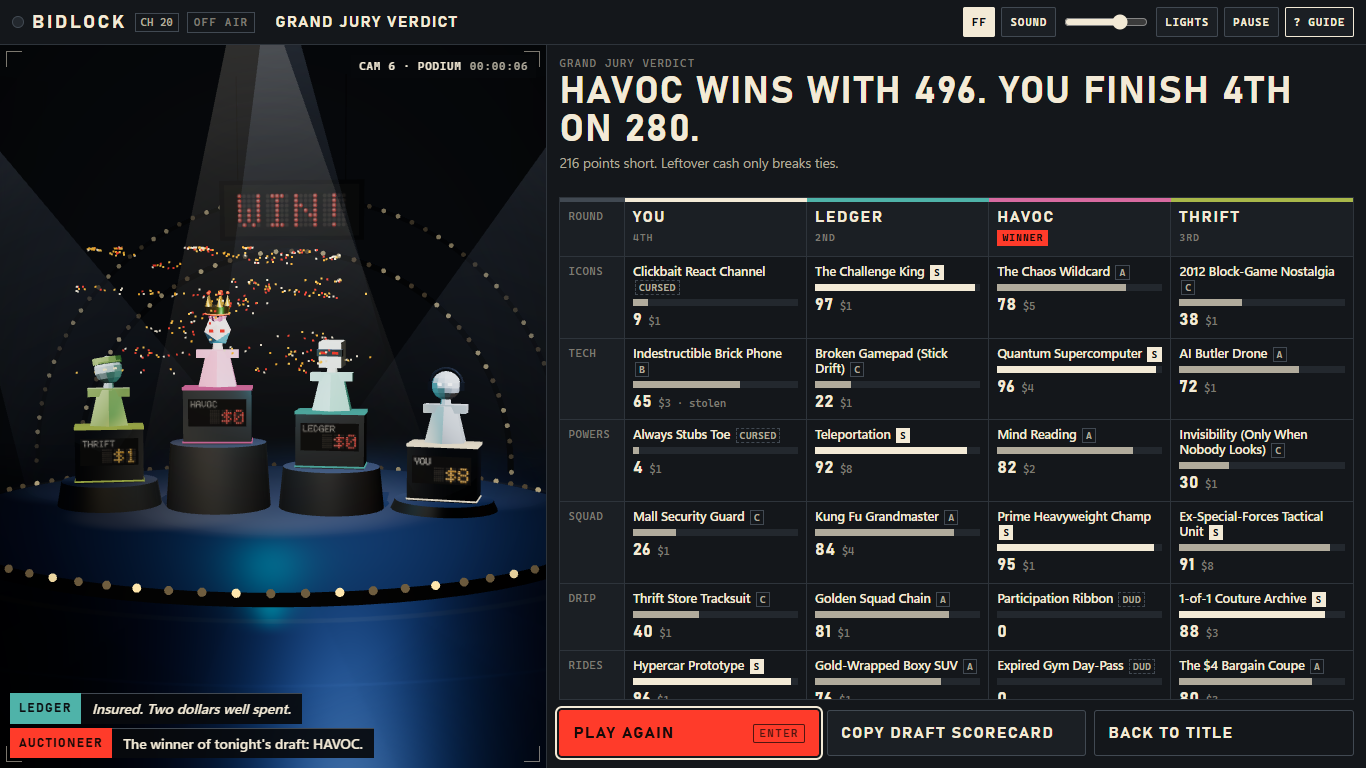 BIDLOCK CH 20 OFF AIR GRAND JURY VERDICT FF SOUND LIGHTS PAUSE ? GUIDE
CAM 6 · PODIUM 00:00:06
WIN!
HAVOC
$0
LEDGER
$0
THRIFT
$1
YOU
$8
LEDGER Insured. Two dollars well spent.
AUCTIONEER The winner of tonight's draft: HAVOC.
GRAND JURY VERDICT
HAVOC WINS WITH 496. YOU FINISH 4TH
ON 280.
216 points short. Leftover cash only breaks ties.
ROUND YOU LEDGER HAVOC THRIFT
4TH 2ND WINNER 3RD
ICONS Clickbait React Channel The Challenge King S The Chaos Wildcard A 2012 Block-Game Nostalgia
CURSED C
9 $1 97 $1 78 $5 38 $1
TECH Indestructible Brick Phone Broken Gamepad (Stick Quantum Supercomputer S AI Butler Drone A
B Drift) C
65 $3 · stolen 22 $1 96 $4 72 $1
POWERS Always Stubs Toe CURSED Teleportation S Mind Reading A Invisibility (Only When
Nobody Looks) C
4 $1 92 $8 82 $2 30 $1
SQUAD Mall Security Guard C Kung Fu Grandmaster A Prime Heavyweight Champ Ex-Special-Forces Tactical
S Unit S
26 $1 84 $4 95 $1 91 $8
DRIP Thrift Store Tracksuit C Golden Squad Chain A Participation Ribbon DUD 1-of-1 Couture Archive S
40 $1 81 $1 0 88 $3
RIDES Hypercar Prototype S Gold-Wrapped Boxy SUV A Expired Gym Day-Pass DUD The $4 Bargain Coupe A
PLAY AGAIN ENTER COPY DRAFT SCORECARD BACK TO TITLE